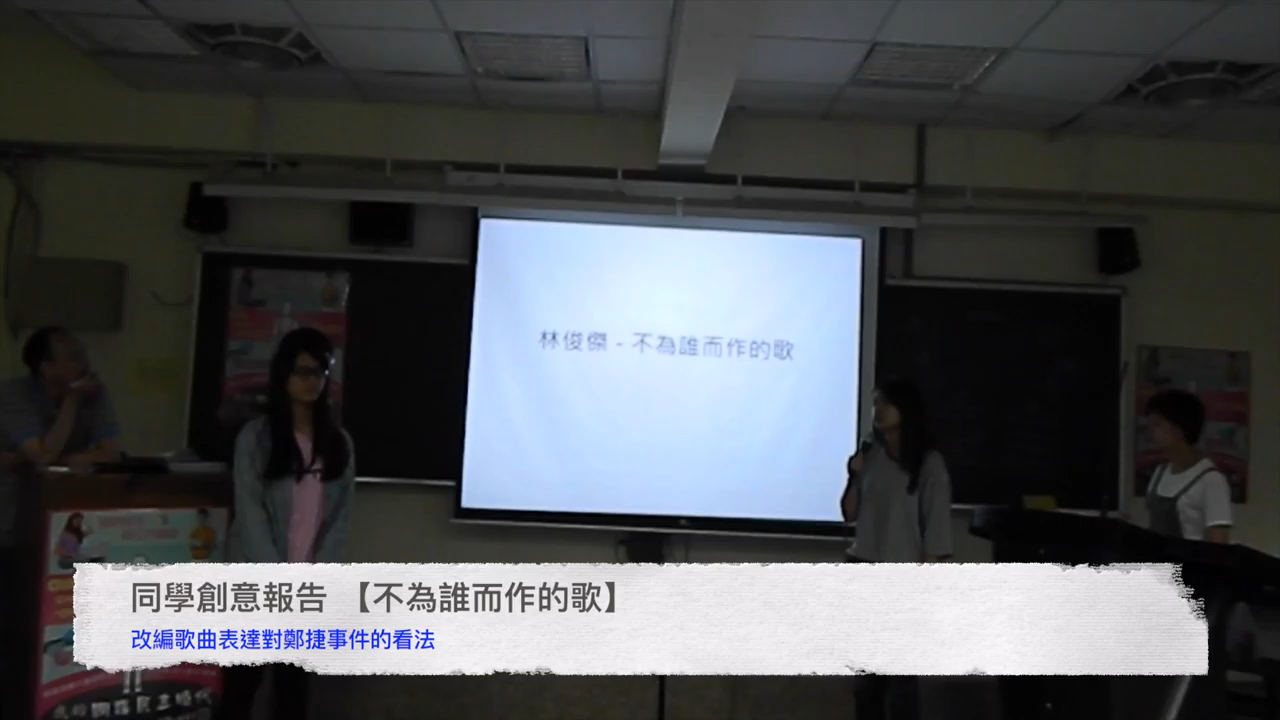 林俊傑 - 不為誰而作的歌
同學創意報告 【不為誰而作的歌】
改編歌曲表達對鄭捷事件的看法